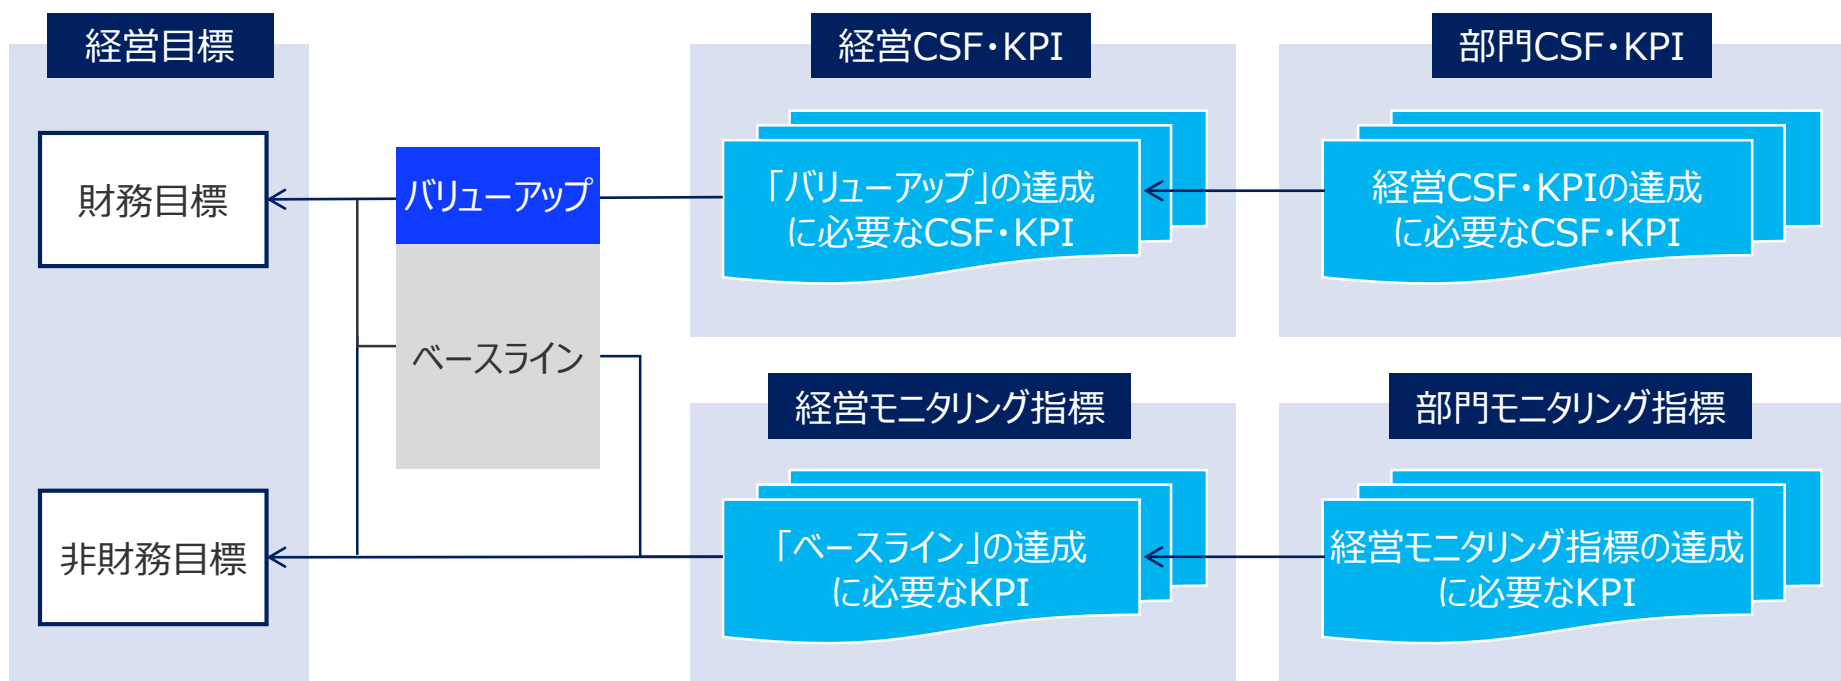 経営目標
経営CSF・KPI
部門CSF・KPI
財務目標
バリューアップ
「バリューアップ」の達成
に必要なCSF・KPI
経営CSF・KPIの達成
に必要なCSF・KPI
ベースライン
経営モニタリング指標
部門モニタリング指標
非財務目標
「ベースライン」の達成
に必要なKPI
経営モニタリング指標の達成
に必要なKPI